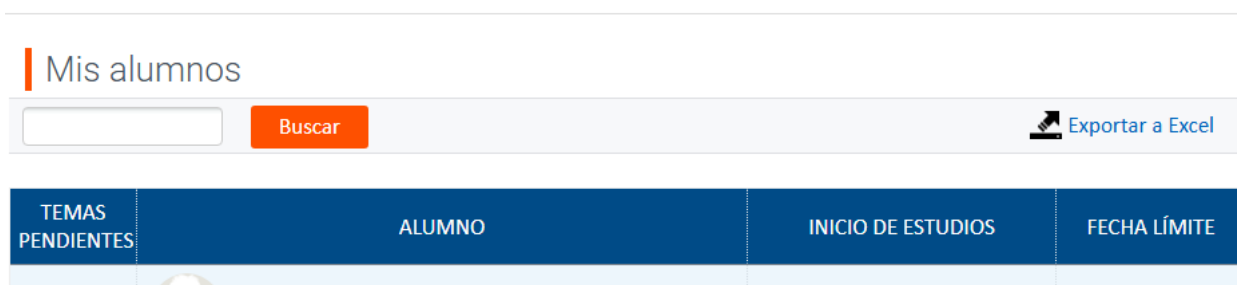 Mis alumnos
Buscar
Exportar a Excel
TEMAS
PENDIENTES
ALUMNO
INICIO DE ESTUDIOS
FECHA LÍMITE